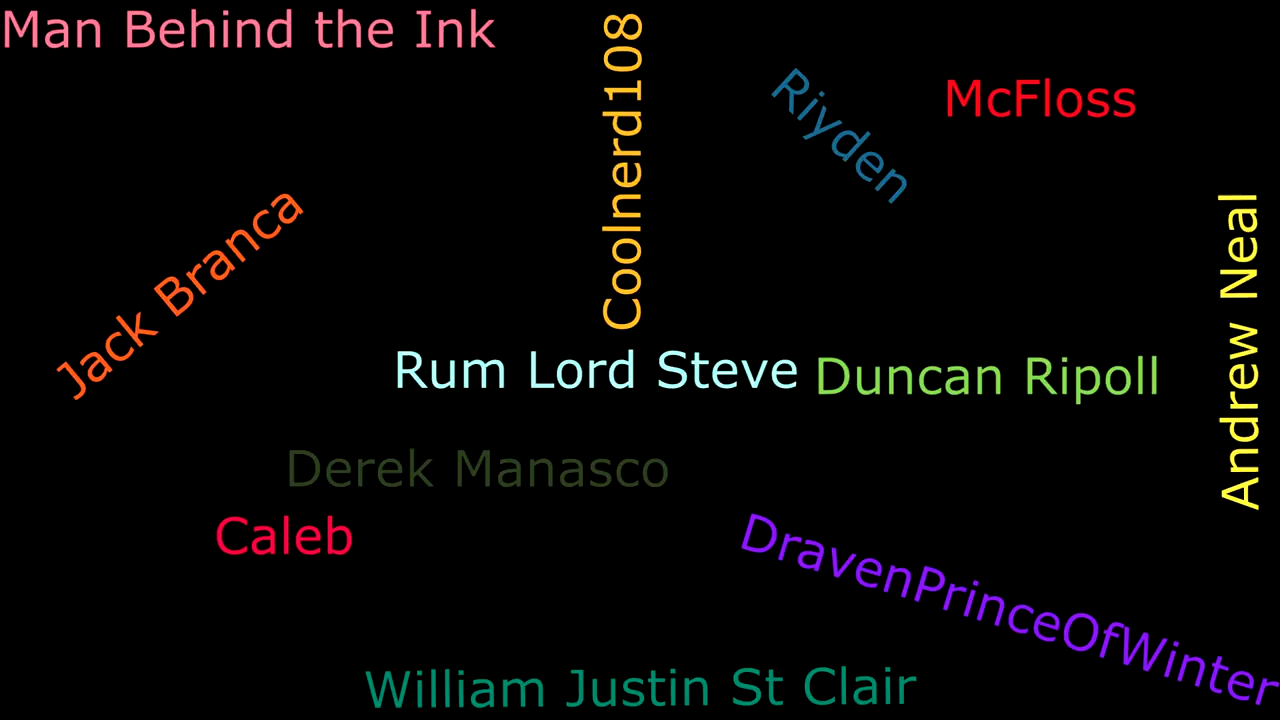 Man Behind the Ink
Coolnerd108
Riyden
McFloss
Jack Branca
Andrew Neal
Rum Lord Steve
Duncan Ripoll
Derek Manasco
Caleb
DravenPrinceOfWinter
William Justin St Clair